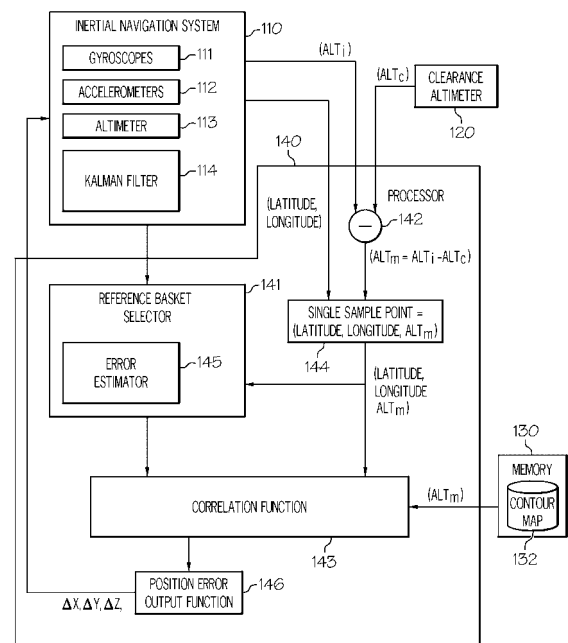 INERTIAL NAVIGATION SYSTEM
110
GYROSCOPES
111
ACCELEROMETERS
112
ALTIMETER
113
KALMAN FILTER
114
(ALTi)
(ALTc)
CLEARANCE
ALTIMETER
120
140
PROCESSOR
(LATITUDE,
LONGITUDE)
–
142
(ALTm = ALTi – ALTc)
141
REFERENCE BASKET
SELECTOR
ERROR
ESTIMATOR
145
SINGLE SAMPLE POINT =
(LATITUDE, LONGITUDE, ALTm)
144
(LATITUDE,
LONGITUDE
ALTm)
130
MEMORY
CONTOUR
MAP
132
(ALTm)
CORRELATION FUNCTION
143
POSITION ERROR
OUTPUT FUNCTION
146
ΔX, ΔY, ΔZ,